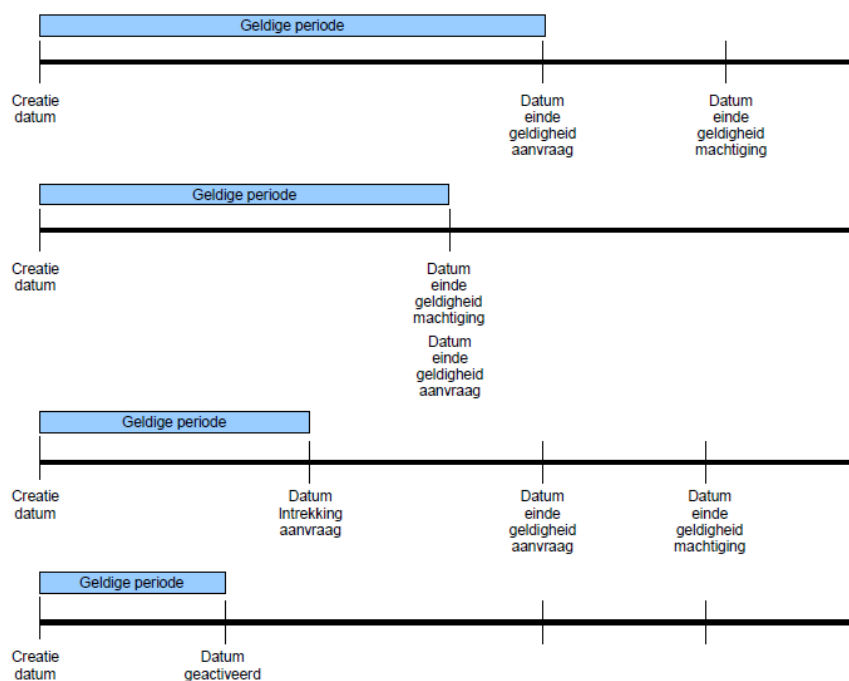 Geldige periode
Creatie
datum
Datum
einde
geldigheid
aanvraag
Datum
einde
geldigheid
machtiging
Geldige periode
Creatie
datum
Datum
einde
geldigheid
machtiging
Datum
einde
geldigheid
aanvraag
Geldige periode
Creatie
datum
Datum
Intrekking
aanvraag
Datum
einde
geldigheid
aanvraag
Datum
einde
geldigheid
machtiging
Geldige periode
Creatie
datum
Datum
geactiveerd